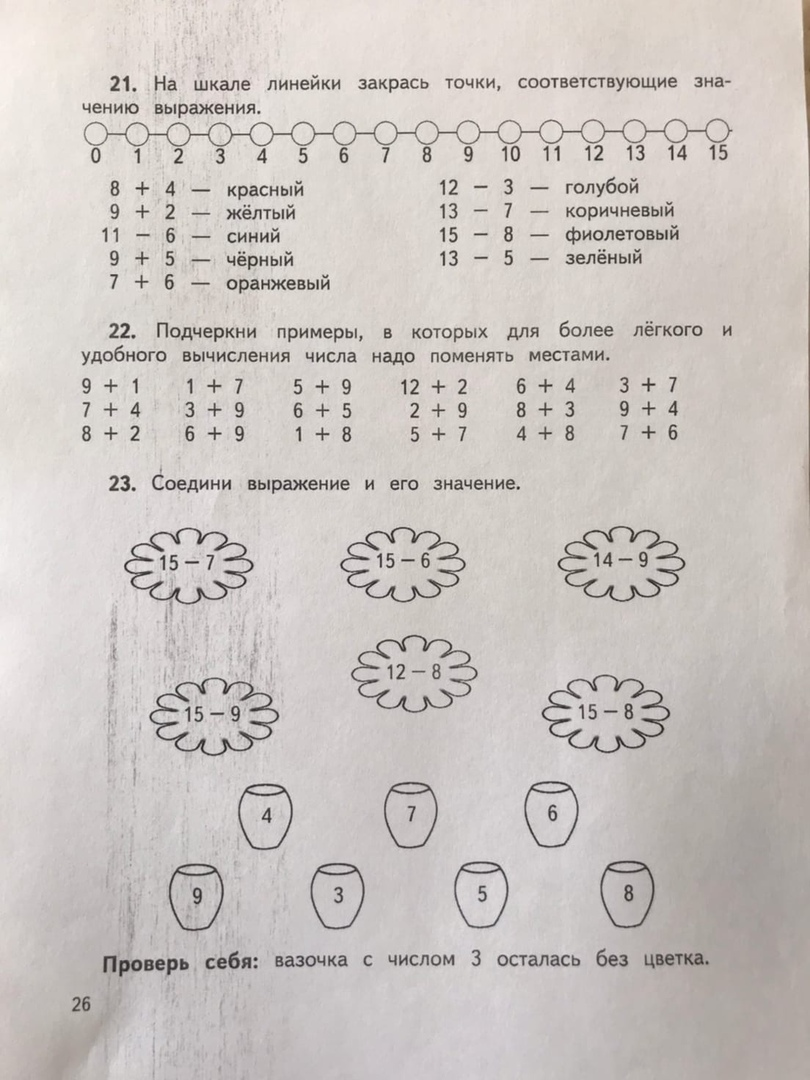 21. На шкале линейки закрась точки, соответствующие зна-
чению выражения.
0 1 2 3 4 5 6 7 8 9 10 11 12 13 14 15
8 + 4 — красный 12 − 3 — голубой
9 + 2 — жёлтый 13 − 7 — коричневый
11 − 6 — синий 15 − 8 — фиолетовый
9 + 5 — чёрный 13 − 5 — зелёный
7 + 6 — оранжевый
22. Подчеркни примеры, в которых для более лёгкого и
удобного вычисления числа надо поменять местами.
9 + 1 1 + 7 5 + 9 12 + 2 6 + 4 3 + 7
7 + 4 3 + 9 6 + 5 2 + 9 8 + 3 9 + 4
8 + 2 6 + 9 1 + 8 5 + 7 4 + 8 7 + 6
23. Соедини выражение и его значение.
15 − 7 15 − 6 14 − 9
12 − 8
15 − 9 15 − 8
4 7 6
9 3 5 8
Проверь себя: вазочка с числом 3 осталась без цветка.
26